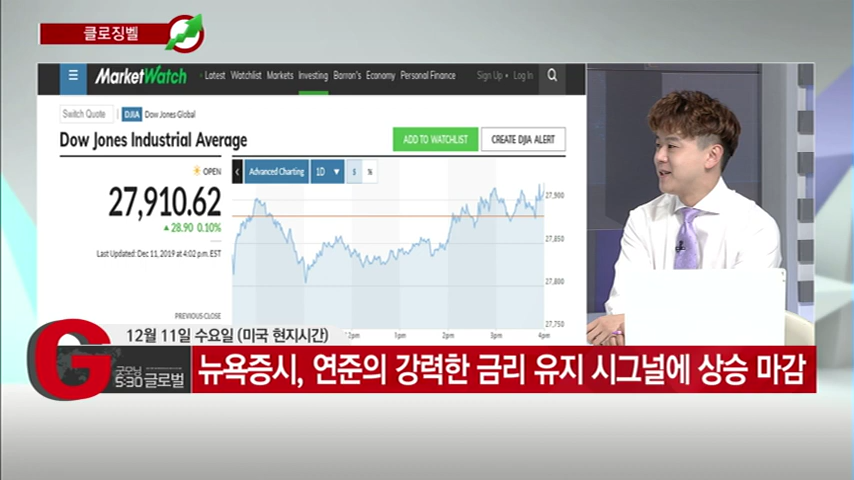 클로징벨
MarketWatch
Latest Watchlist Markets Investing Barron's Economy Personal Finance Sign Up Log In
Switch Quote DJIA Dow Jones Global
Dow Jones Industrial Average
ADD TO WATCHLIST
CREATE DJIA ALERT
OPEN
27,910.62
28.90 0.10%
Last Updated: Dec 11, 2019 at 4:02 p.m. EST
PREVIOUS CLOSE
Advanced Charting 1D $ %
27,900
27,850
27,800
27,750
2pm 1pm 2pm 3pm 4pm
12월 11일 수요일 (미국 현지시간)
G
굿모닝
5:30 글로벌
뉴욕증시, 연준의 강력한 금리 유지 시그널에 상승 마감